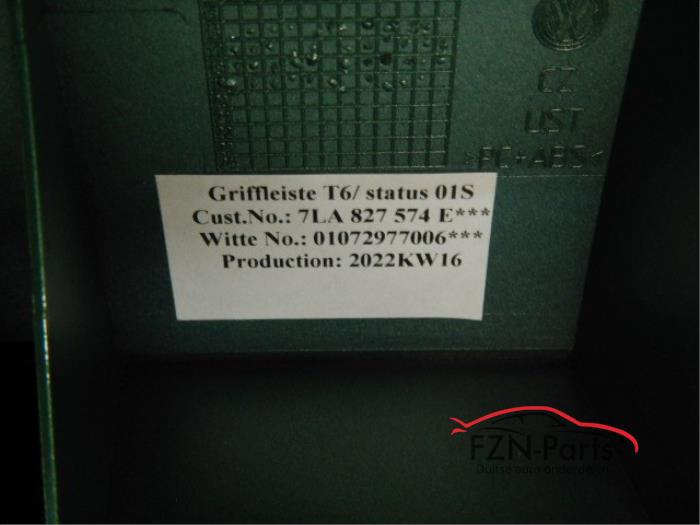 CZ
LIST
>PC+ABS<
Griffleiste T6/ status 01S
Cust.No.: 7LA 827 574 E***
Witte No.: 01072977006***
Production: 2022KW16
FZN-Parts
Duitse auto onderdelen